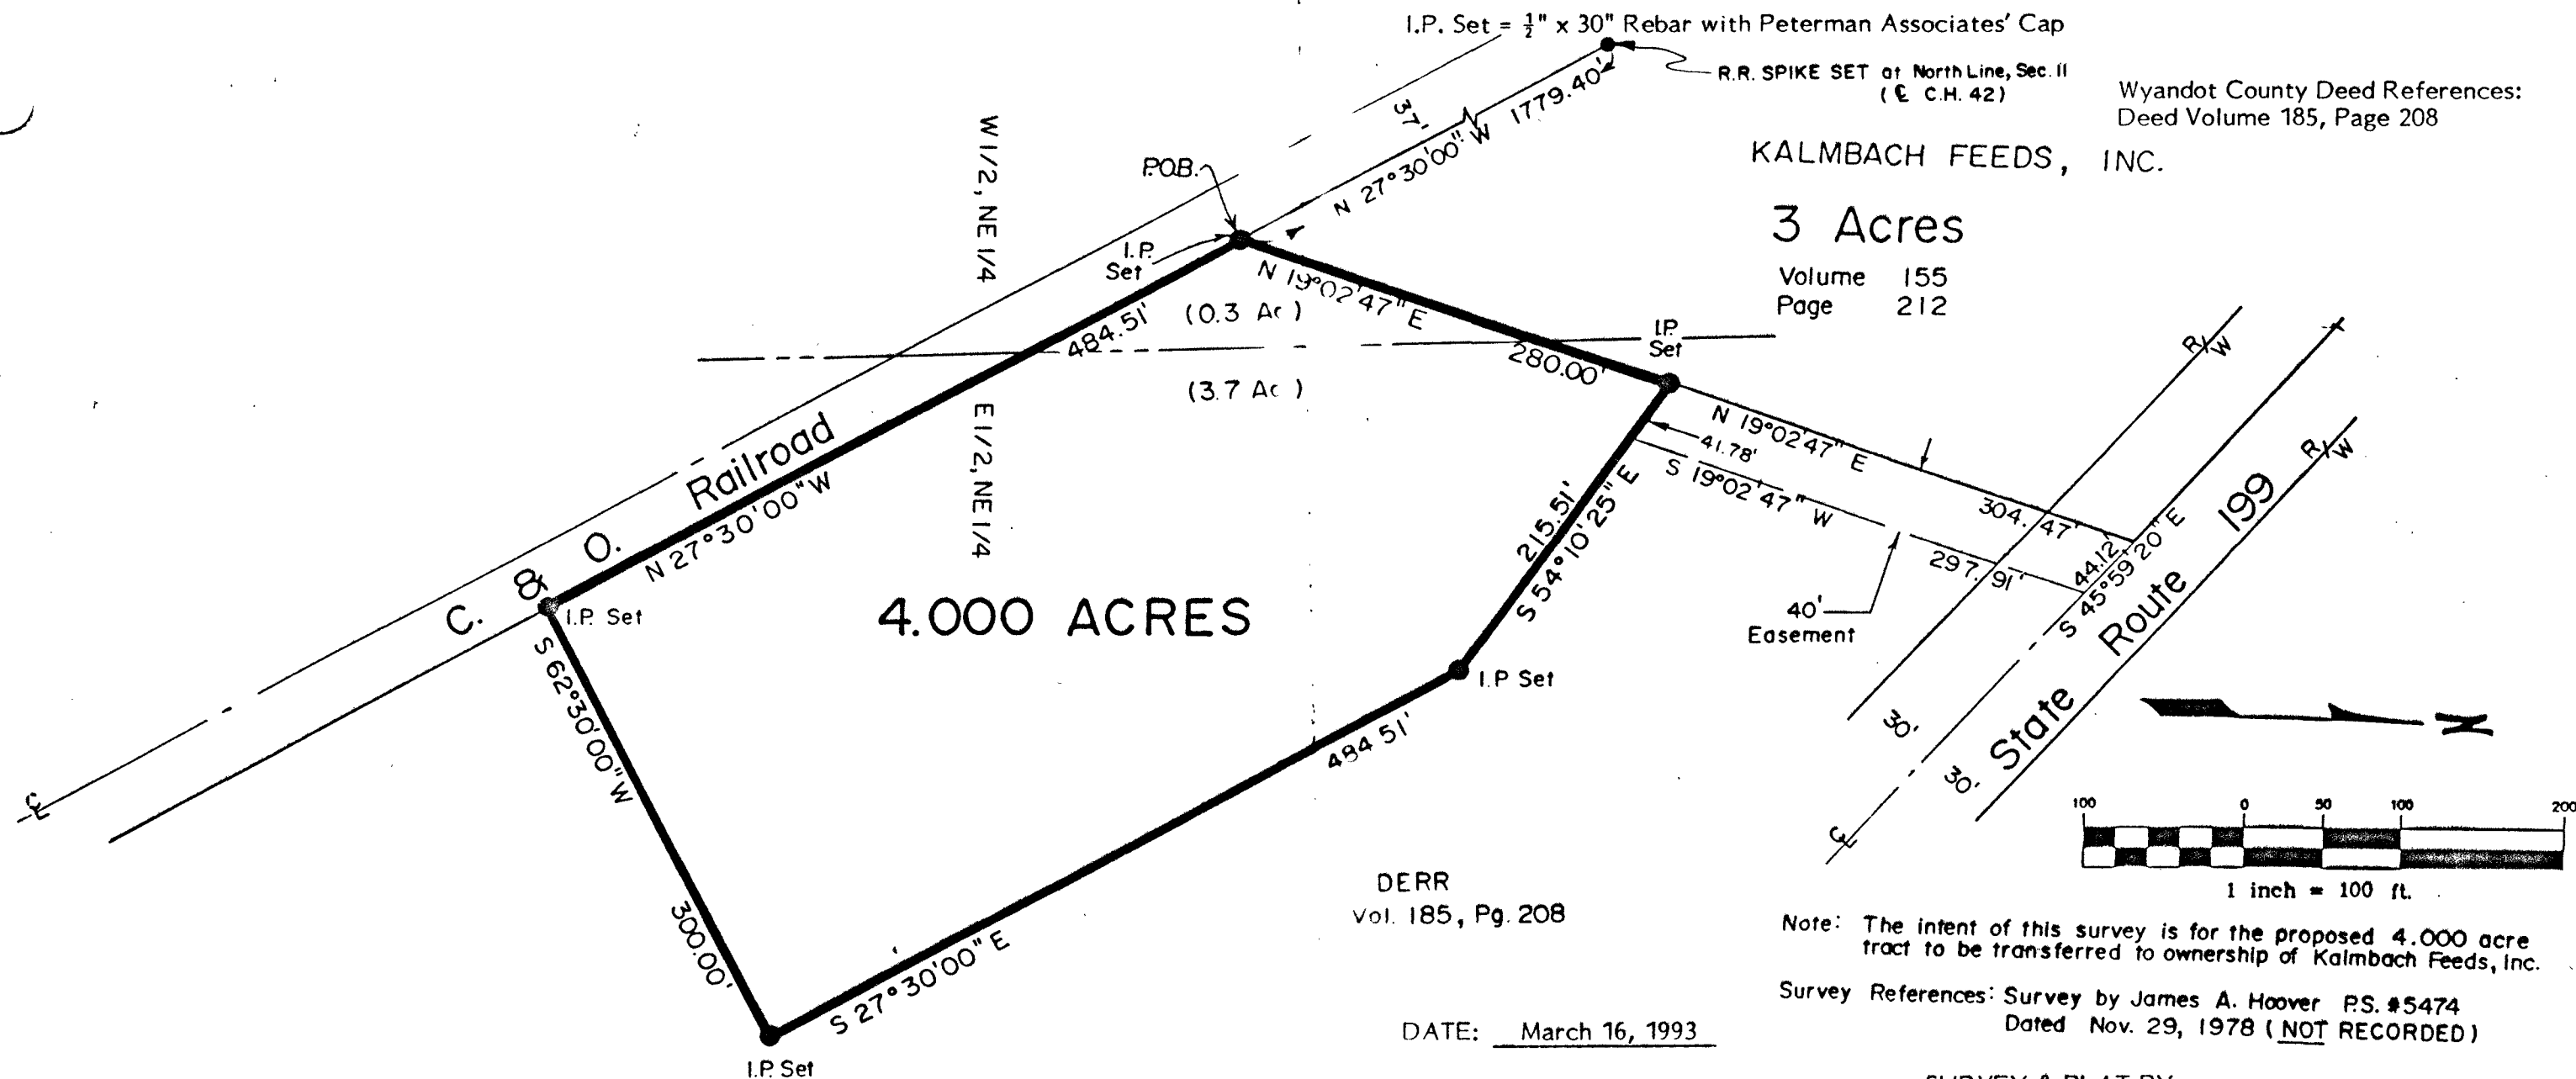 I.P. Set = ½" x 30" Rebar with Peterman Associates' Cap
R.R. SPIKE SET at North Line, Sec. 11
(℄ C.H. 42)
Wyandot County Deed References:
Deed Volume 185, Page 208
KALMBACH FEEDS, INC.
3 Acres
Volume 155
Page 212
37'
1779.40'
N 27°30'00" W
W 1/2, NE 1/4
P.O.B.
I.P.
Set
N 19°02'47" E
(0.3 Ac)
484.51'
280.00'
I.P.
Set
(3.7 Ac)
E 1/2, NE 1/4
C. & O. Railroad
N 27°30'00" W
I.P. Set
4.000 ACRES
N 19°02'47" E
304.47'
41.78'
S 19°02'47" W
297.91'
44.12'
S 45°59'20" E
215.51'
S 54°10'25" E
40'
Easement
R/W
R/W
State Route 199
30'
30'
℄
℄
I.P. Set
S 62°30'00" W
300.00'
484.51'
S 27°30'00" E
I.P. Set
N
100 0 50 100 200
1 inch = 100 ft.
DERR
Vol. 185, Pg. 208
Note: The intent of this survey is for the proposed 4.000 acre
tract to be transferred to ownership of Kalmbach Feeds, Inc.
Survey References: Survey by James A. Hoover P.S. #5474
Dated Nov. 29, 1978 (NOT RECORDED)
DATE: March 16, 1993
SURVEY & PLAT BY